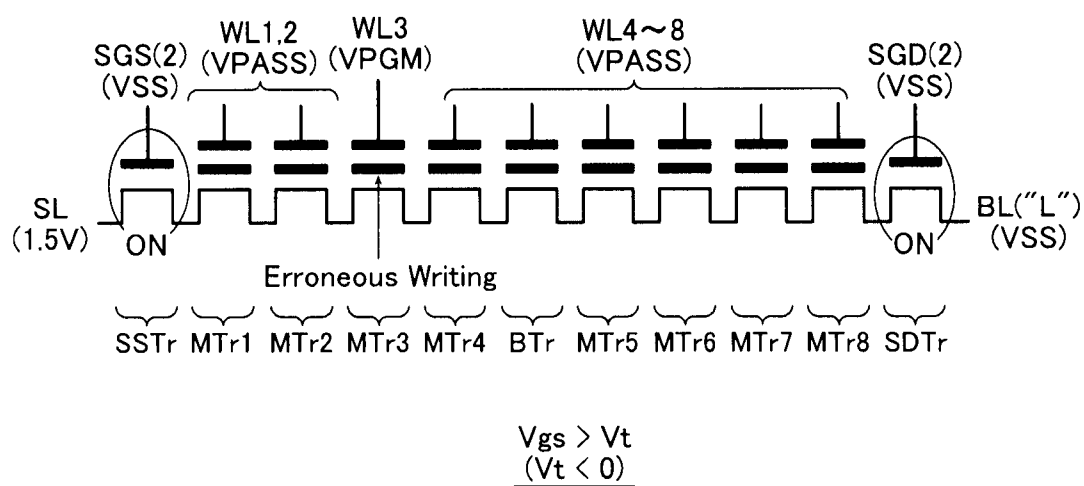 WL1,2
(VPASS)
WL3
(VPGM)
WL4～8
(VPASS)
SGS(2)
(VSS)
SGD(2)
(VSS)
SL
(1.5V)
ON
ON
BL("L")
(VSS)
Erroneous Writing
SSTr MTr1 MTr2 MTr3 MTr4 BTr MTr5 MTr6 MTr7 MTr8 SDTr
Vgs > Vt
(Vt < 0)